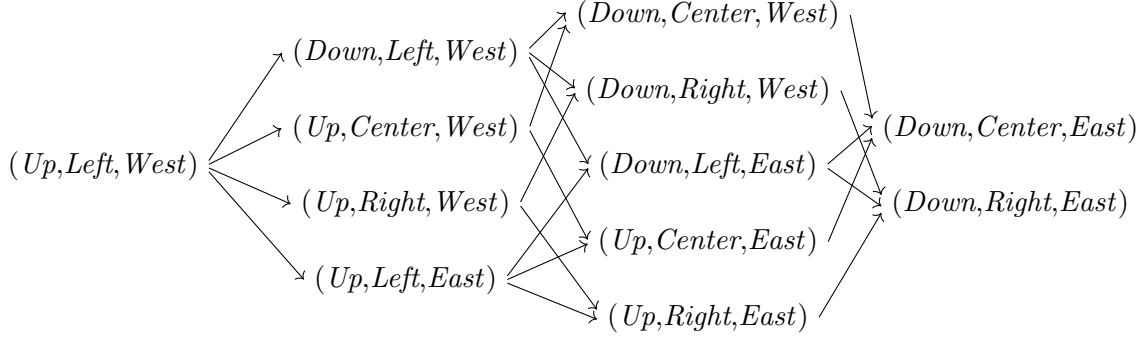 (Up,Left,West)
(Down,Left,West)
(Up,Center,West)
(Up,Right,West)
(Up,Left,East)
(Down,Center,West)
(Down,Right,West)
(Down,Left,East)
(Up,Center,East)
(Up,Right,East)
(Down,Center,East)
(Down,Right,East)